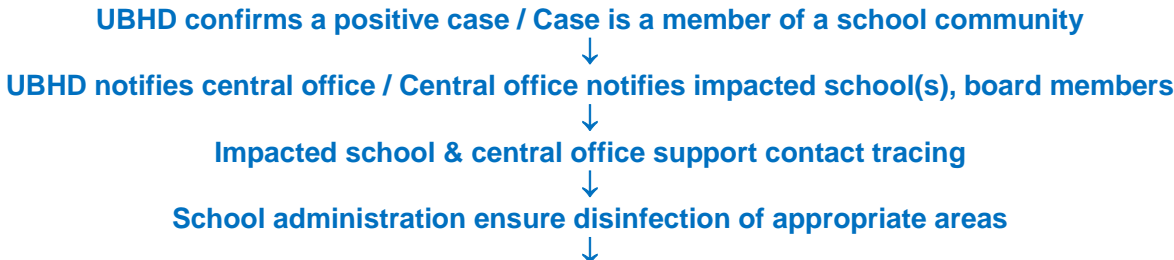 UBHD confirms a positive case / Case is a member of a school community
↓
UBHD notifies central office / Central office notifies impacted school(s), board members
↓
Impacted school & central office support contact tracing
↓
School administration ensure disinfection of appropriate areas
↓